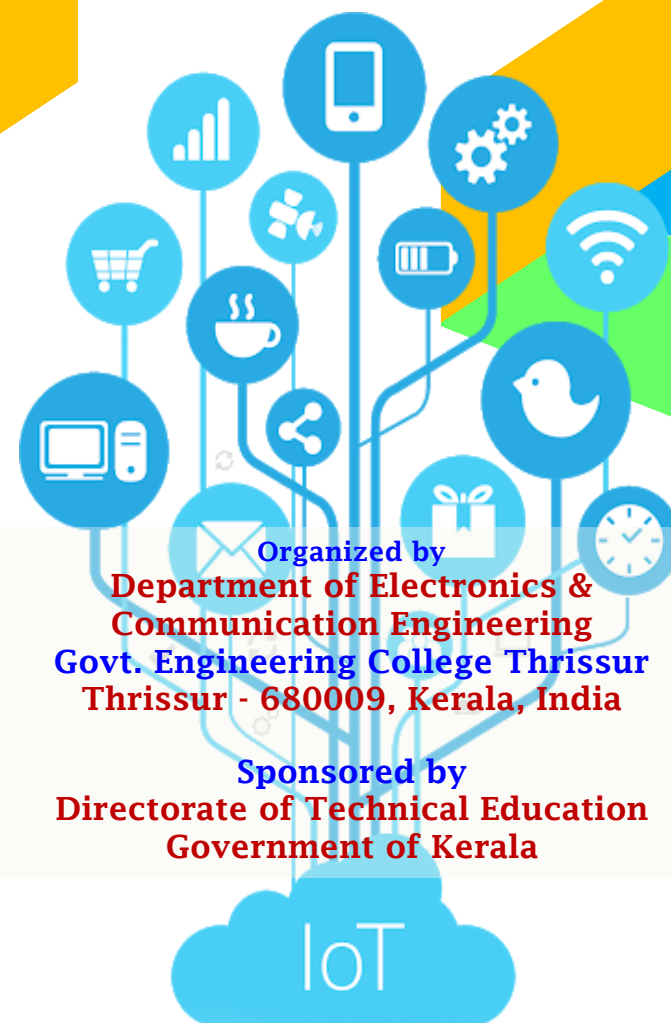 Organized by
Department of Electronics &
Communication Engineering
Govt. Engineering College Thrissur
Thrissur - 680009, Kerala, India
Sponsored by
Directorate of Technical Education
Government of Kerala
IoT